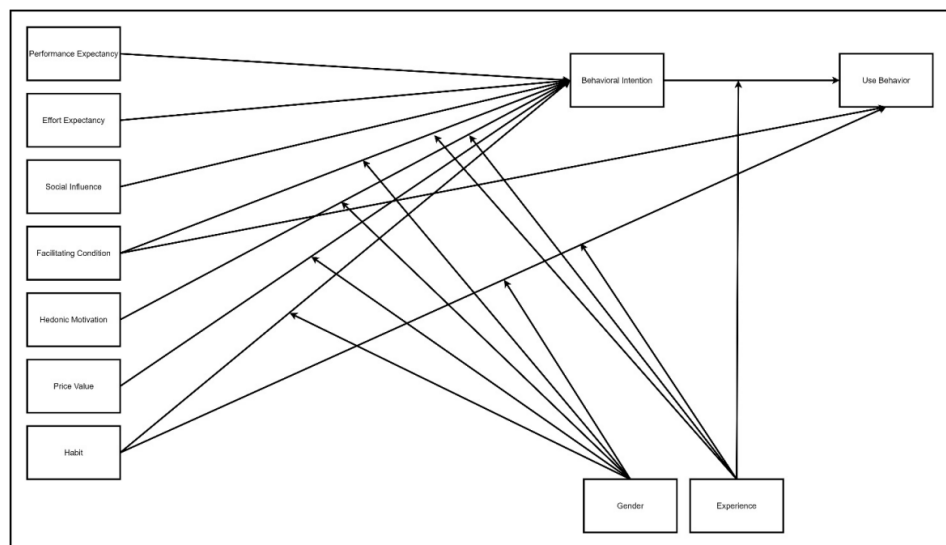 Performance Expectancy
Behavioral Intention
Use Behavior
Effort Expectancy
Social Influence
Facilitating Condition
Hedonic Motivation
Price Value
Habit
Gender
Experience